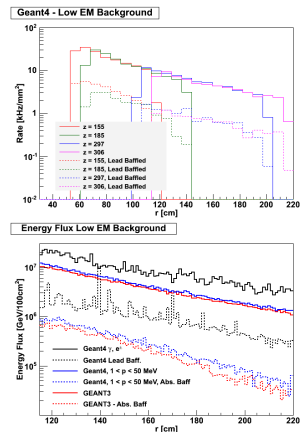 Geant4 - Low EM Background
Rate [kHz/mm²]
10²
10
1
10⁻¹
10⁻²
z = 155
z = 185
z = 297
z = 306
z = 155, Lead Baffled
z = 185, Lead Baffled
z = 297, Lead Baffled
z = 306, Lead Baffled
40 60 80 100 120 140 160 180 200 220
r [cm]
Energy Flux Low EM Background
Energy Flux [GeV/100cm²]
10⁷
10⁶
10⁵
Geant4 γ, e⁻
Geant4 Lead Baff.
Geant4, 1 < p < 50 MeV
Geant4, 1 < p < 50 MeV, Abs. Baff
GEANT3
GEANT3 - Abs. Baff
120 140 160 180 200 220
r [cm]